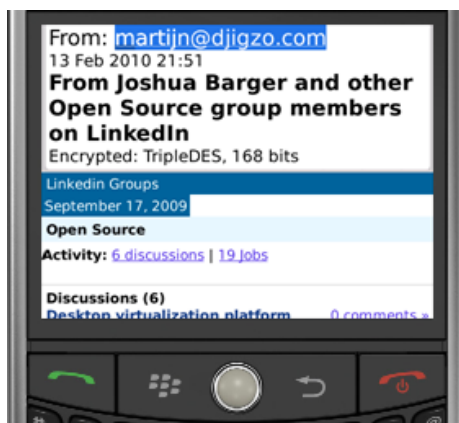 From: martijn@djigzo.com
13 Feb 2010 21:51
From Joshua Barger and other
Open Source group members
on LinkedIn
Encrypted: TripleDES, 168 bits
Linkedin Groups
September 17, 2009
Open Source
Activity: 6 discussions | 19 Jobs
Discussions (6)
Desktop virtualization platform 0 comments »